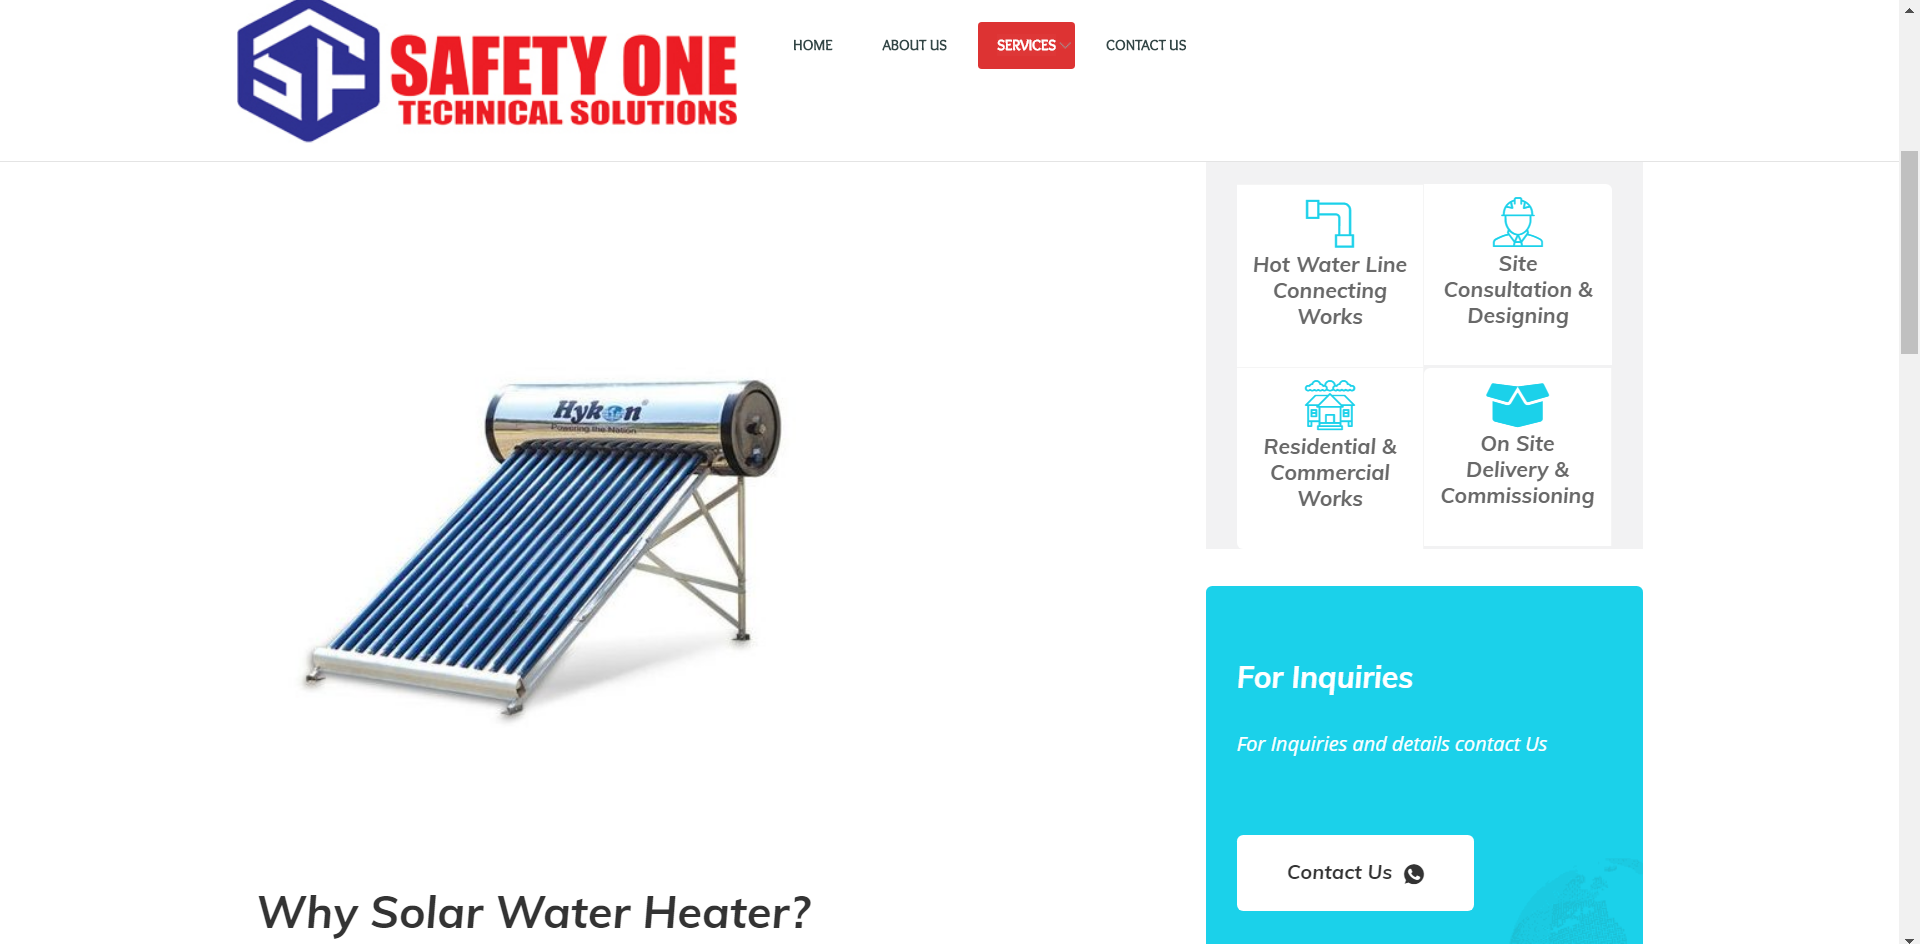 SAFETY ONE
TECHNICAL SOLUTIONS
HOME
ABOUT US
SERVICES
CONTACT US
Hykon®
Powering the Nation
Hot Water Line
Connecting
Works
Site
Consultation &
Designing
Residential &
Commercial
Works
On Site
Delivery &
Commissioning
For Inquiries
For Inquiries and details contact Us
Contact Us
Why Solar Water Heater?